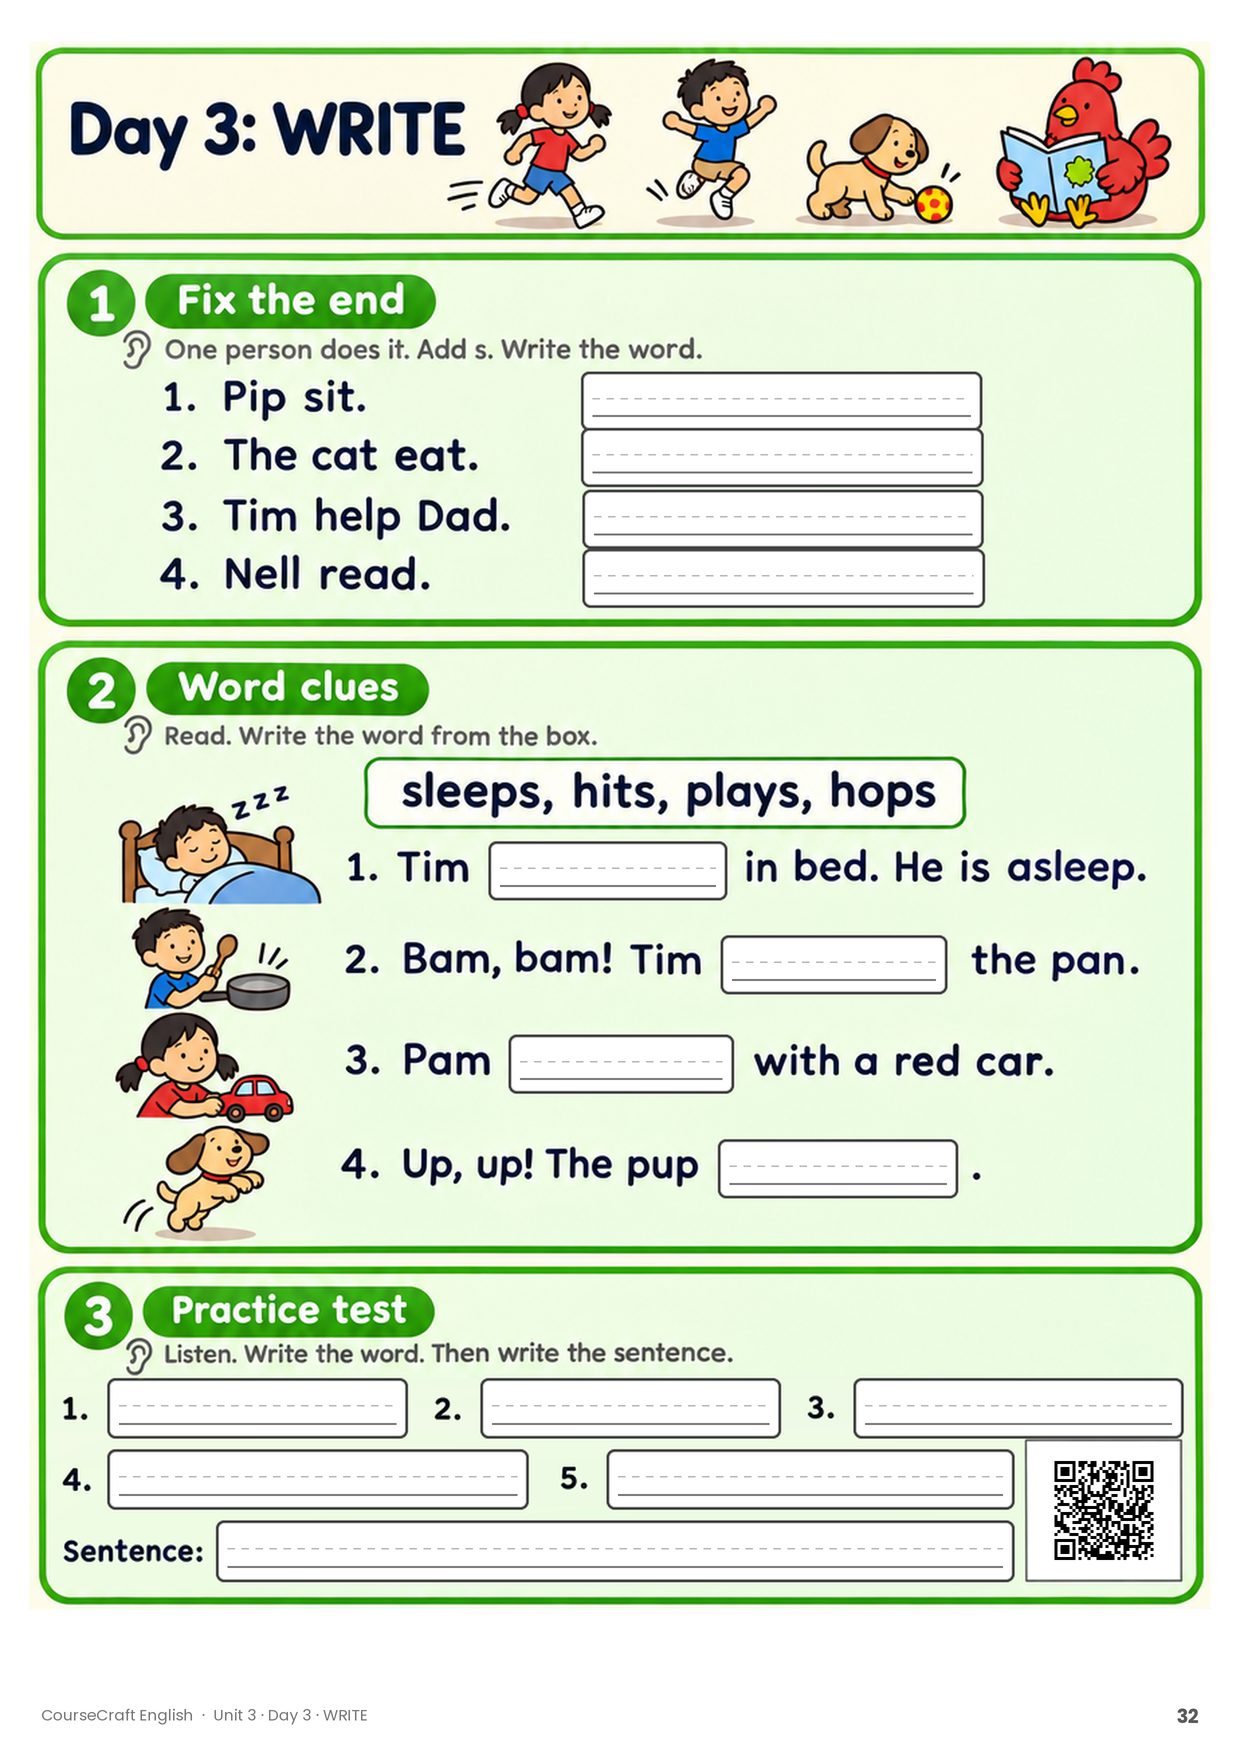 Day 3: WRITE
1 Fix the end
One person does it. Add s. Write the word.
1. Pip sit.
2. The cat eat.
3. Tim help Dad.
4. Nell read.
2 Word clues
Read. Write the word from the box.
zzz
sleeps, hits, plays, hops
1. Tim in bed. He is asleep.
2. Bam, bam! Tim the pan.
3. Pam with a red car.
4. Up, up! The pup .
3 Practice test
Listen. Write the word. Then write the sentence.
1. 2. 3.
4. 5.
Sentence:
CourseCraft English · Unit 3 · Day 3 · WRITE 32